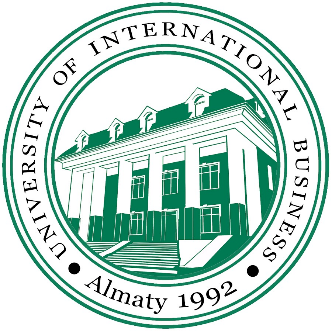 UNIVERSITY OF INTERNATIONAL BUSINESS
Almaty 1992